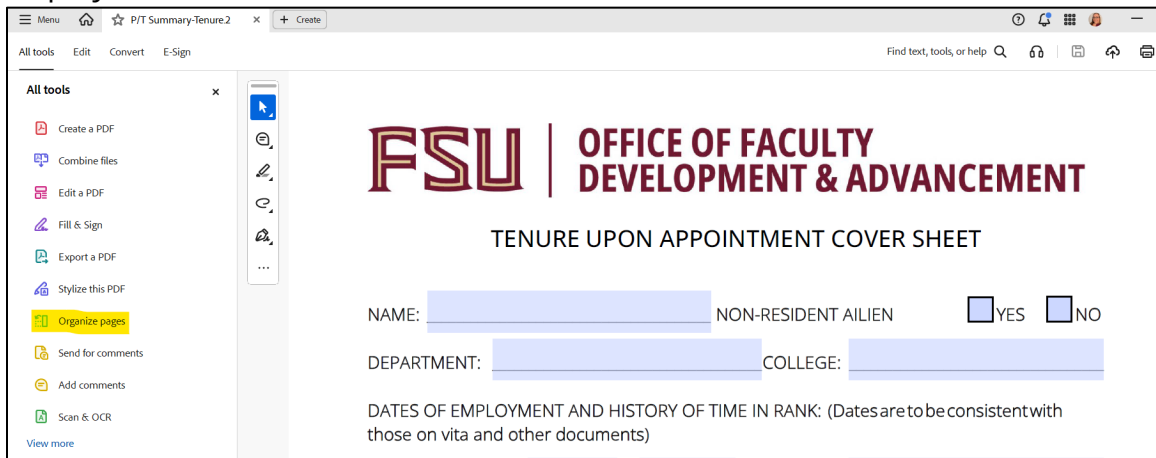 Menu P/T Summary-Tenure.2 × + Create
All tools Edit Convert E-Sign Find text, tools, or help
All tools ×
Create a PDF
Combine files
Edit a PDF
Fill & Sign
Export a PDF
Stylize this PDF
Organize pages
Send for comments
Add comments
Scan & OCR
View more
FSU
OFFICE OF FACULTY
DEVELOPMENT & ADVANCEMENT
TENURE UPON APPOINTMENT COVER SHEET
NAME: NON-RESIDENT AILIEN YES NO
DEPARTMENT: COLLEGE:
DATES OF EMPLOYMENT AND HISTORY OF TIME IN RANK: (Dates are to be consistent with
those on vita and other documents)